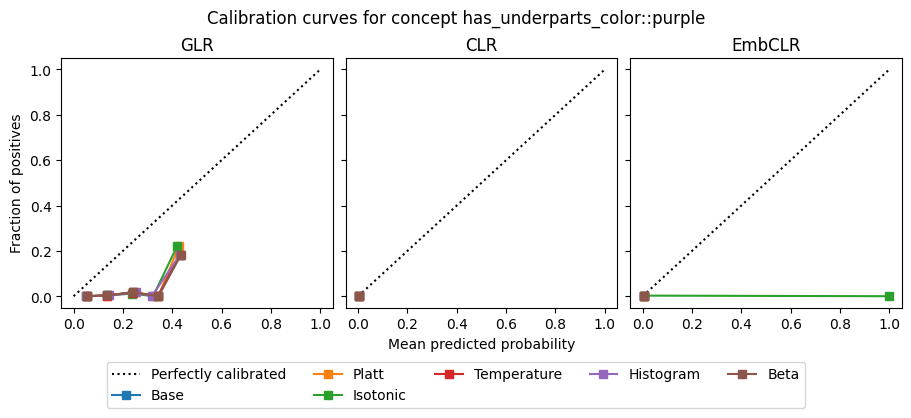 Calibration curves for concept has_underparts_color::purple
GLR
CLR
EmbCLR
Fraction of positives
1.0
0.8
0.6
0.4
0.2
0.0
0.0 0.2 0.4 0.6 0.8 1.0
0.0 0.2 0.4 0.6 0.8 1.0
0.0 0.2 0.4 0.6 0.8 1.0
Mean predicted probability
Perfectly calibrated
Base
Platt
Isotonic
Temperature
Histogram
Beta